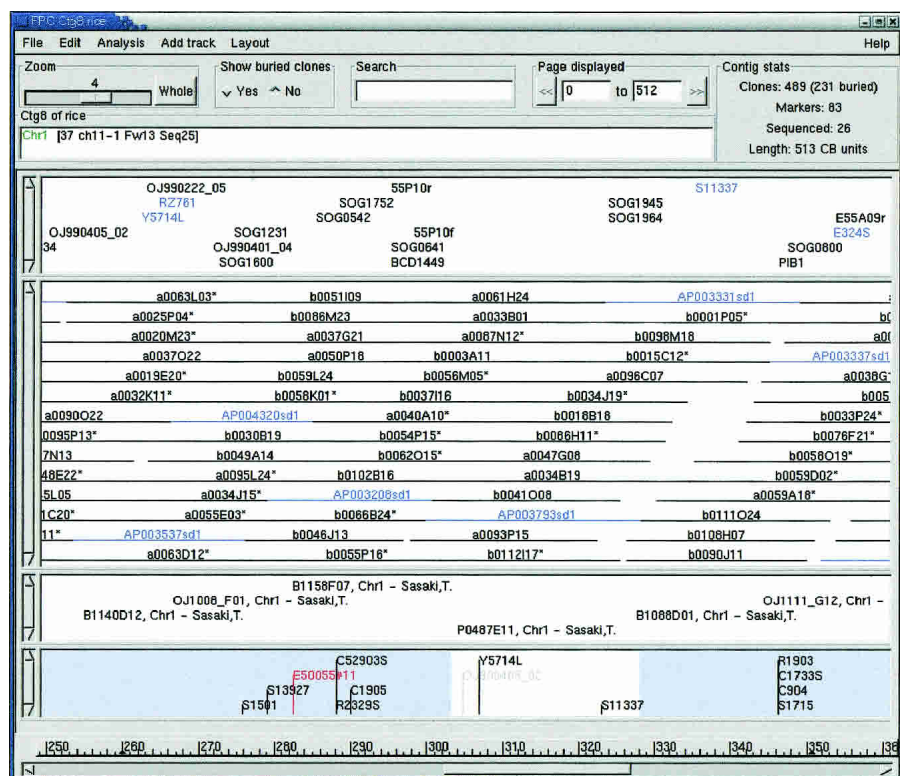 FPC Ctg8 rice
File Edit Analysis Add track Layout Help
Zoom Show buried clones Search Page displayed Contig stats
4 Whole Yes No << 0 to 512 >>
Clones: 489 (231 buried)
Markers: 83
Sequenced: 26
Length: 513 CB units
Ctg8 of rice
Chr1 [37 ch11-1 Fw13 Seq25]
OJ990222_05 55P10r S11337
RZ761 SOG1752 SOG1945
Y5714L SOG0542 SOG1964 E55A09r
OJ990405_02 SOG1231 55P10f E324S
34 OJ990401_04 SOG0641 SOG0800
SOG1600 BCD1449 PIB1
a0063L03* b0051I09 a0061H24 AP003331sd1
a0025P04* b0086M23 a0033B01 b0001P05* b0
a0020M23* a0037G21 a0087N12* b0098M18 a00
a0037O22 a0050P18 b0003A11 b0015C12* AP003337sd1
a0019E20* b0059L24 b0056M05* a0096C07 a0038G
a0032K11* b0058K01* b0037I16 b0034J19* b005
a0090O22 AP004320sd1 a0040A10* b0018B18 b0033P24*
0095P13* b0030B19 b0054P15* b0086H11* b0076F21*
7N13 b0049A14 b0062O15* a0047G08 b0058O19*
48E22* a0095L24* b0102B16 a0034B19 b0059D02*
5L05 a0034J15* AP003208sd1 b0041O08 a0059A18*
1C20* a0055E03* b0066B24* AP003793sd1 b0111O24
11* AP003537sd1 b0046J13 a0093P15 b0108H07
a0063D12* b0055P16* b0112I17* b0090J11
B1158F07, Chr1 - Sasaki,T.
OJ1008_F01, Chr1 - Sasaki,T. OJ1111_G12, Chr1 -
B1140D12, Chr1 - Sasaki,T. B1088D01, Chr1 - Sasaki,T.
P0487E11, Chr1 - Sasaki,T.
C52903S Y5714L R1903
E50055#11 OJ990405_02 C1733S
S13927 C1905 C904
S1501 R2329S S11337 S1715
250 260 270 280 290 300 310 320 330 340 350 36